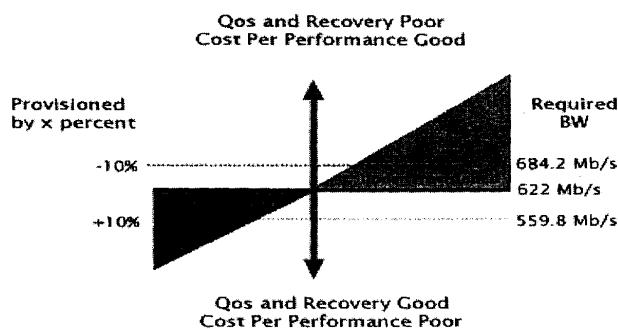 Qos and Recovery Poor
Cost Per Performance Good
Provisioned
by x percent
Required
BW
-10%
684.2 Mb/s
622 Mb/s
+10%
559.8 Mb/s
Qos and Recovery Good
Cost Per Performance Poor